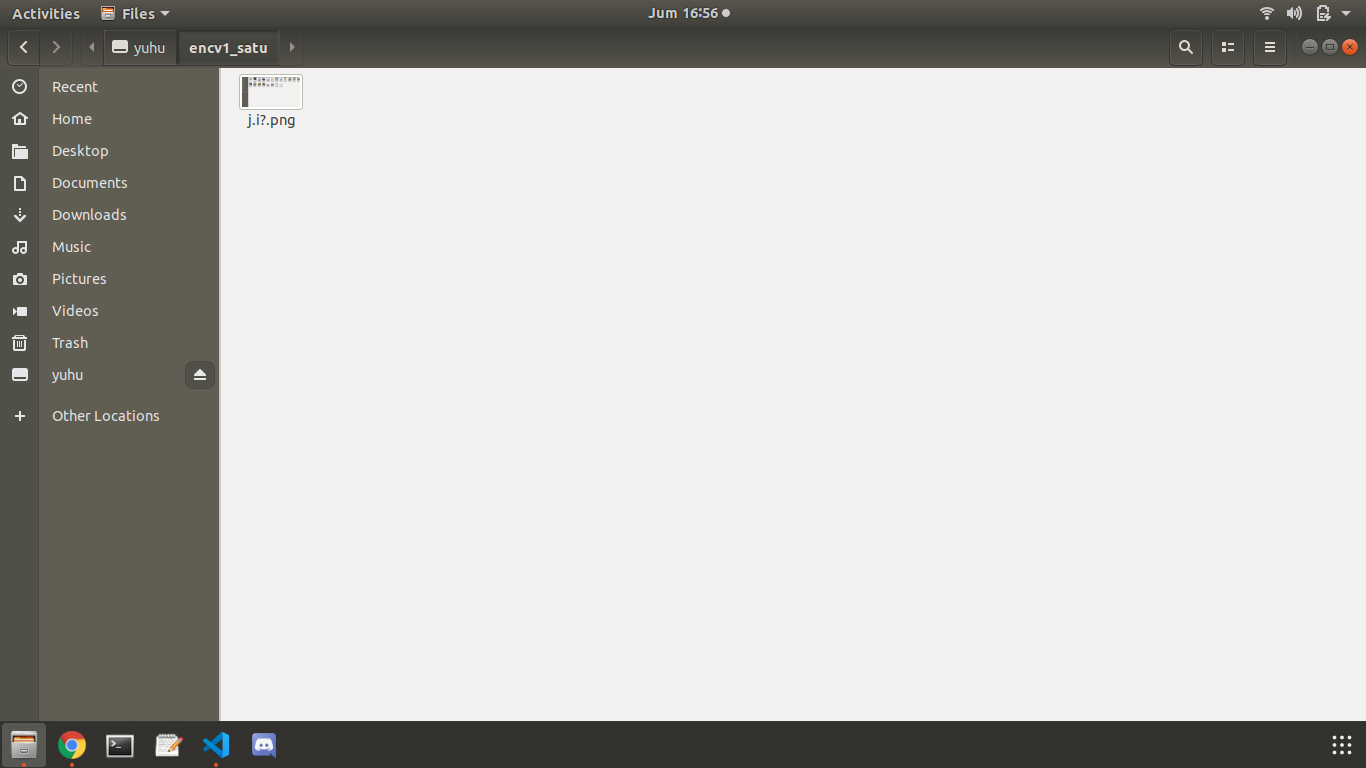 Activities Files Jum 16:56
yuhu encv1_satu
Recent
Home
Desktop
Documents
Downloads
Music
Pictures
Videos
Trash
yuhu
Other Locations
j.i?.png